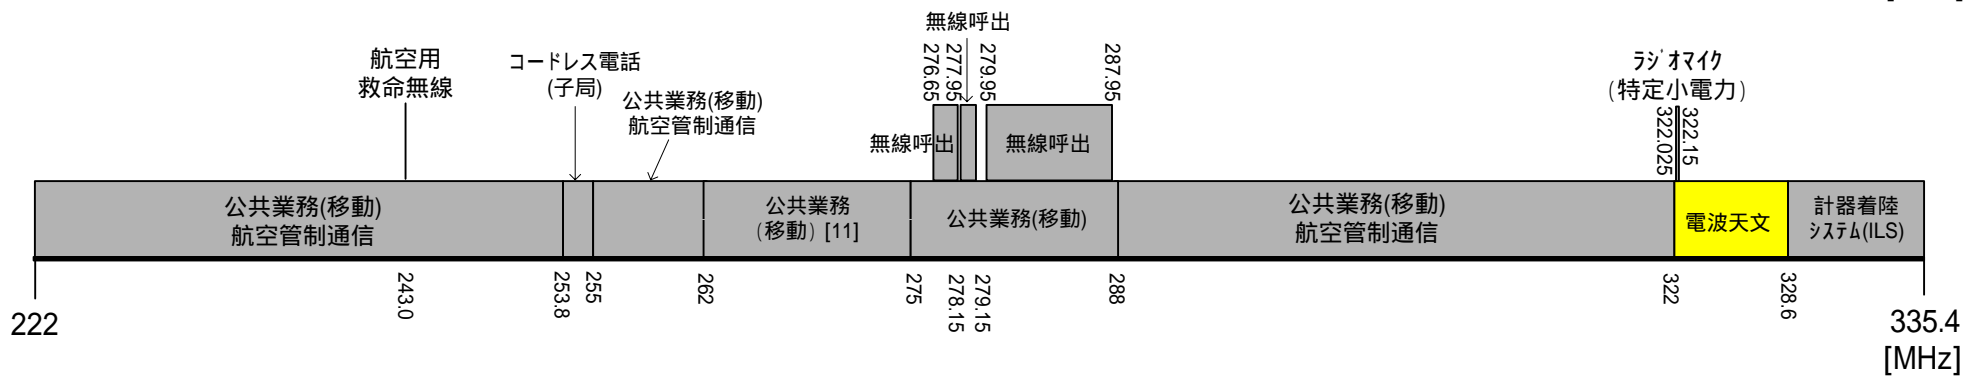 無線呼出
航空用
救命無線
コードレス電話
(子局)
公共業務(移動)
航空管制通信
276.65
277.95
279.95
287.95
ﾗｼﾞｵﾏｲｸ
(特定小電力)
無線呼出
無線呼出
322.025
322.15
公共業務(移動)
航空管制通信
公共業務
(移動) [11]
公共業務(移動)
公共業務(移動)
航空管制通信
電波天文
計器着陸
ｼｽﾃﾑ(ILS)
222
243.0
253.8
255
262
275
278.15
279.15
288
322
328.6
335.4
[MHz]